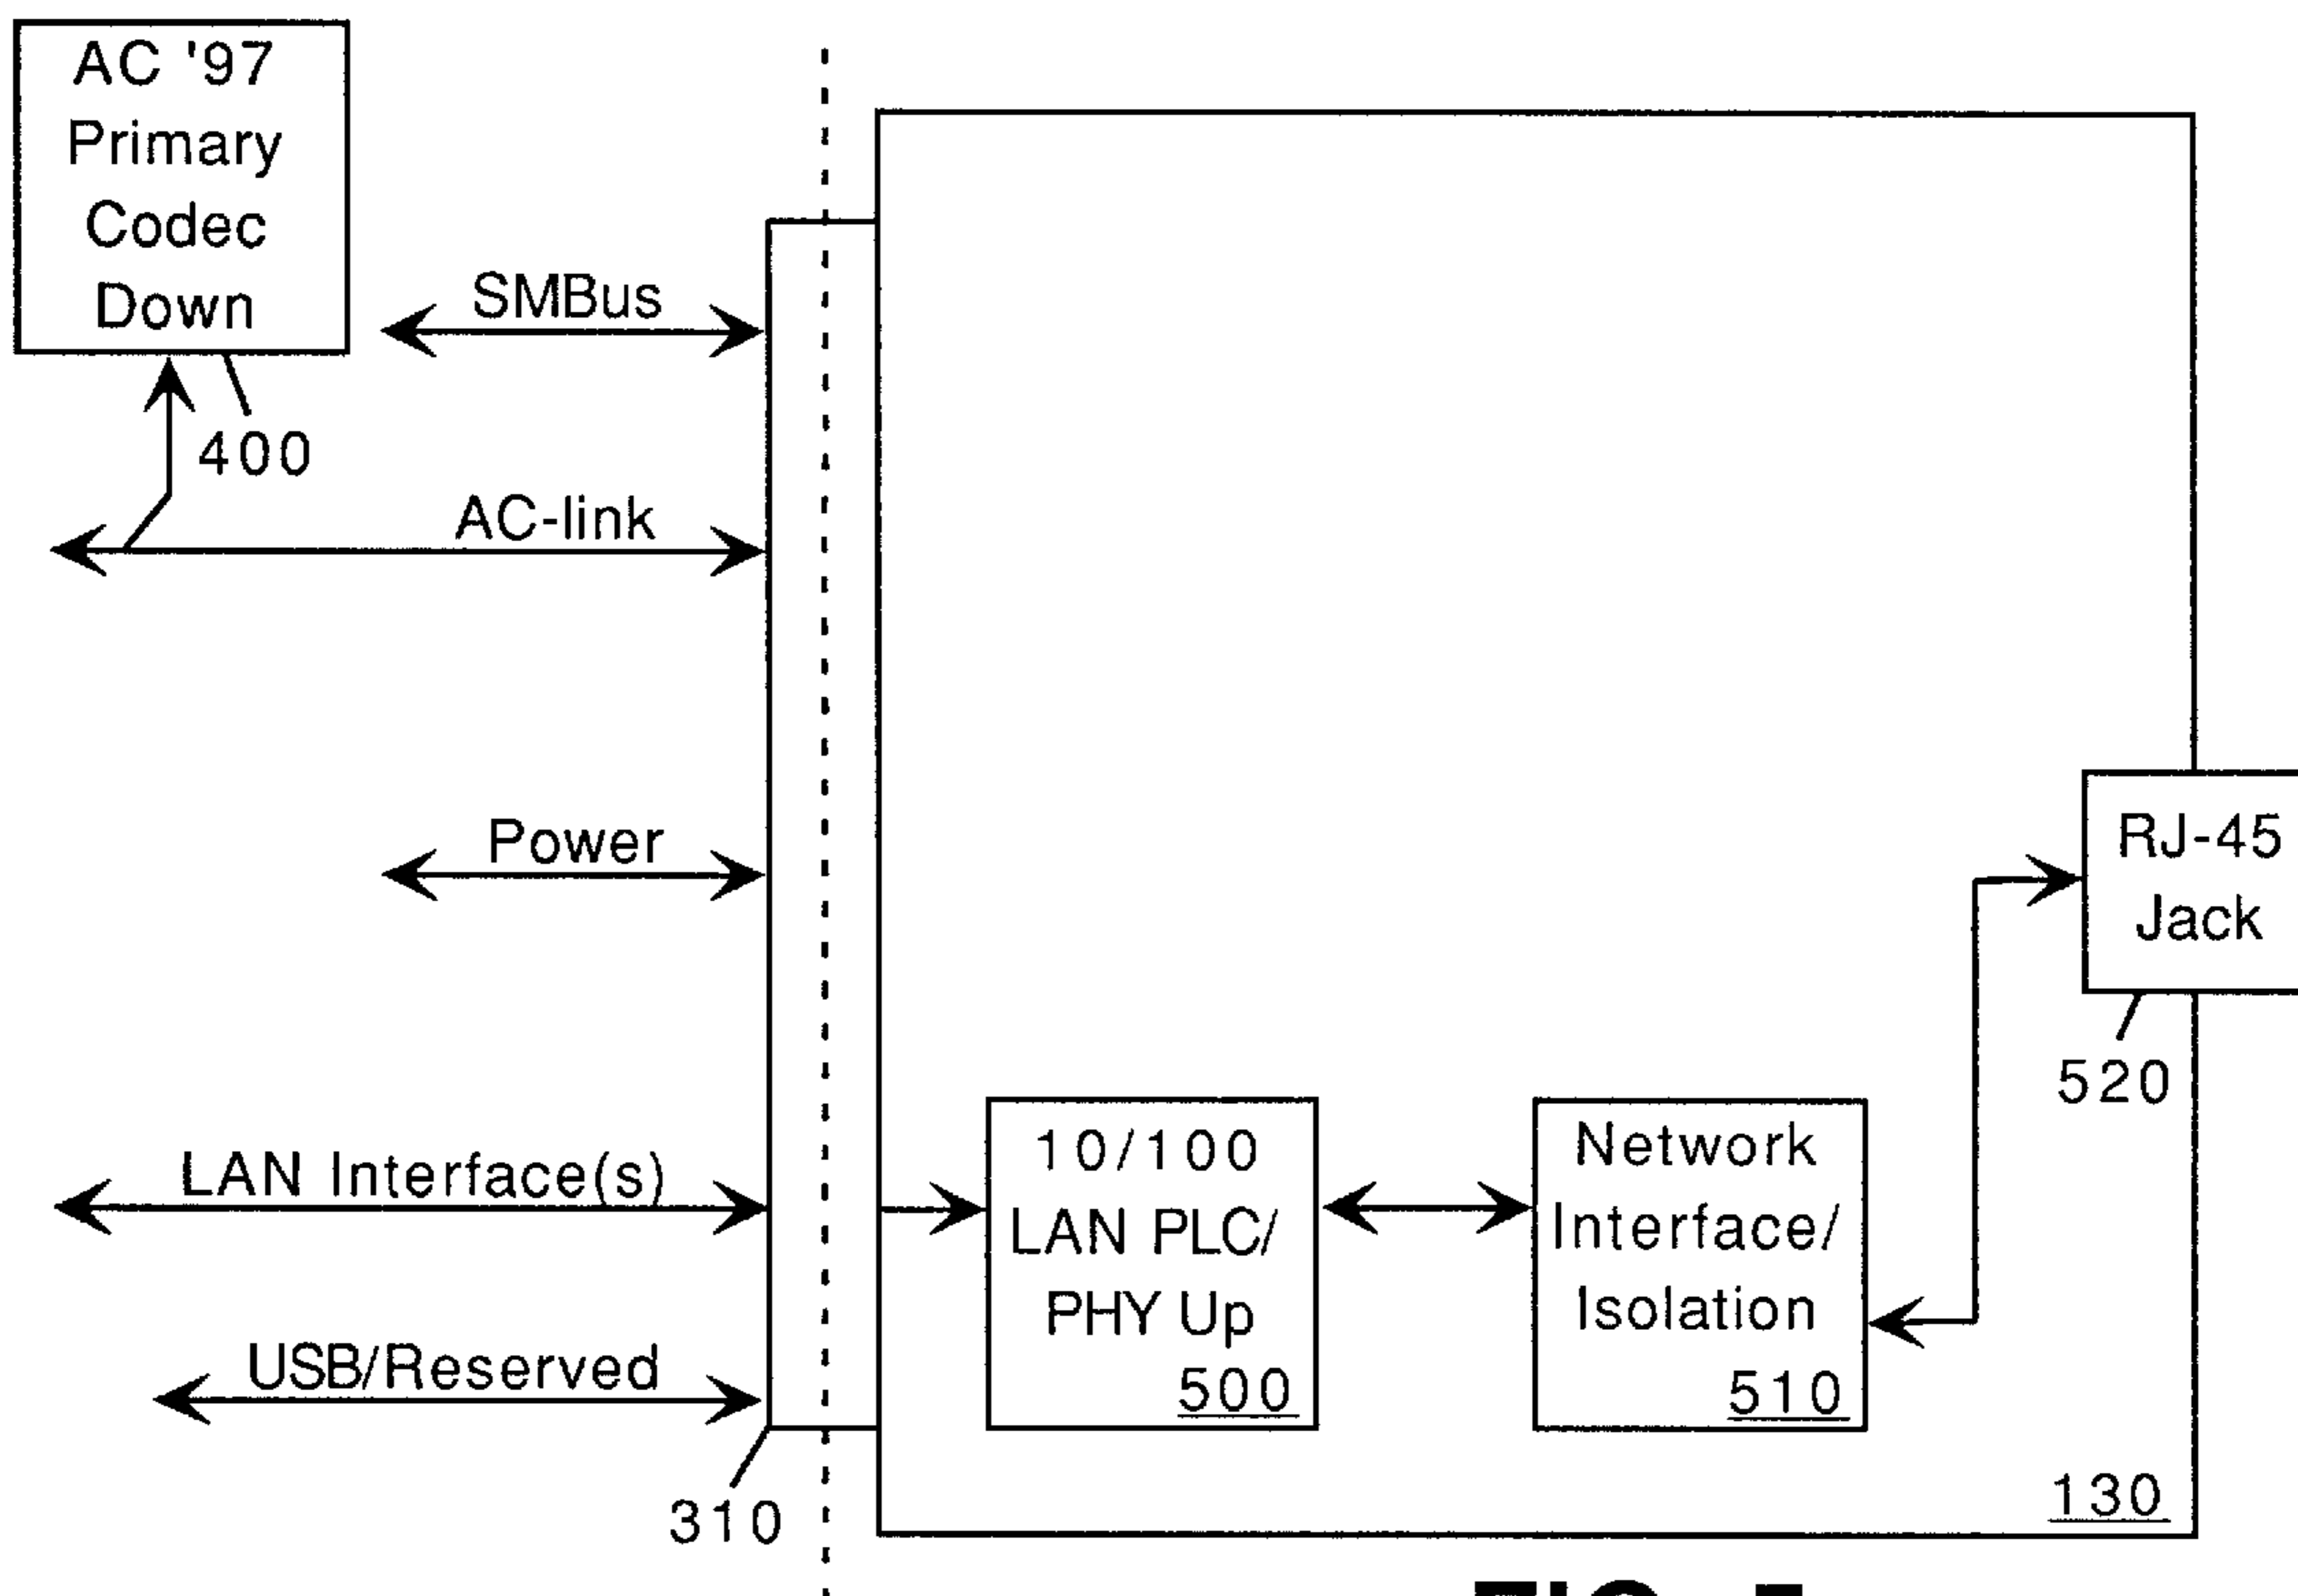 AC '97
Primary
Codec
Down
400
SMBus
AC-link
Power
LAN Interface(s)
USB/Reserved
310
10/100
LAN PLC/
PHY Up
500
Network
Interface/
Isolation
510
RJ-45
Jack
520
130